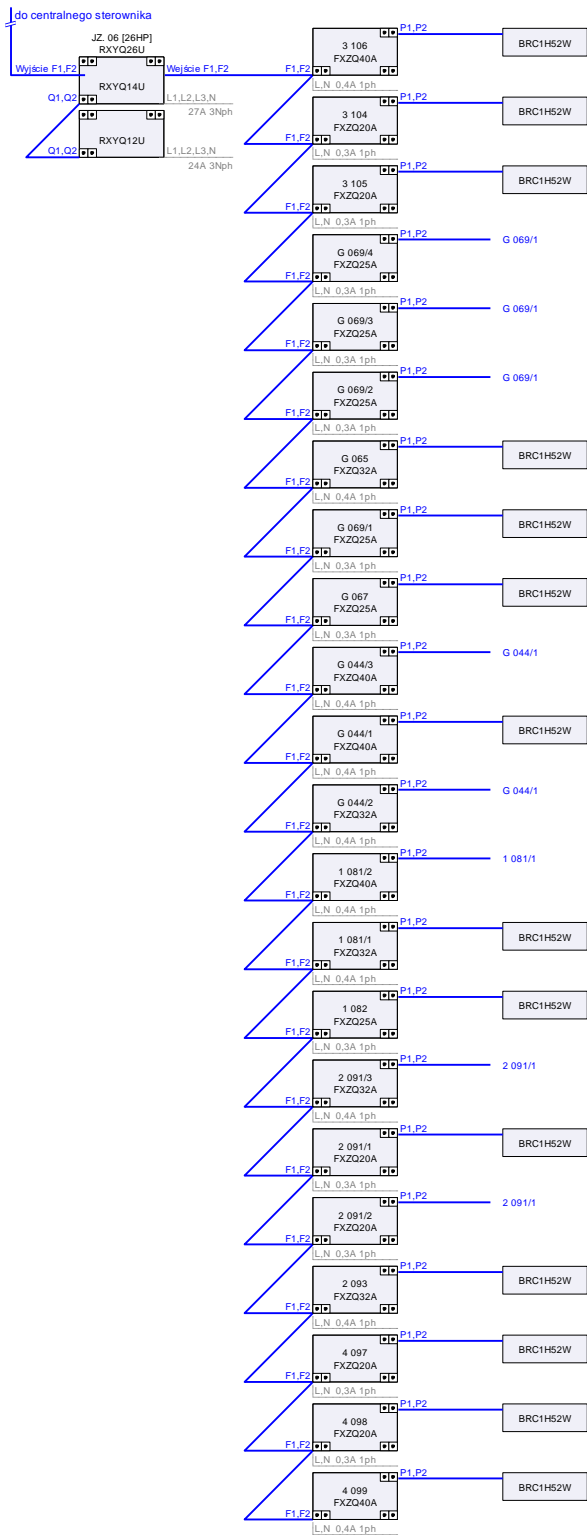 do centralnego sterownika
JZ. 06 [26HP]
RXYQ26U
Wyjście F1,F2
Wejście F1,F2
RXYQ14U
Q1,Q2
L1,L2,L3,N
27A 3Nph
RXYQ12U
Q1,Q2
L1,L2,L3,N
24A 3Nph
P1,P2
3 106
FXZQ40A
BRC1H52W
F1,F2
L,N 0,4A 1ph
P1,P2
3 104
FXZQ20A
BRC1H52W
F1,F2
L,N 0,3A 1ph
P1,P2
3 105
FXZQ20A
BRC1H52W
F1,F2
L,N 0,3A 1ph
P1,P2
G 069/4
FXZQ25A
G 069/1
F1,F2
L,N 0,3A 1ph
P1,P2
G 069/3
FXZQ25A
G 069/1
F1,F2
L,N 0,3A 1ph
P1,P2
G 069/2
FXZQ25A
G 069/1
F1,F2
L,N 0,3A 1ph
P1,P2
G 065
FXZQ32A
BRC1H52W
F1,F2
L,N 0,4A 1ph
P1,P2
G 069/1
FXZQ25A
BRC1H52W
F1,F2
L,N 0,3A 1ph
P1,P2
G 067
FXZQ25A
BRC1H52W
F1,F2
L,N 0,3A 1ph
P1,P2
G 044/3
FXZQ40A
G 044/1
F1,F2
L,N 0,4A 1ph
P1,P2
G 044/1
FXZQ40A
BRC1H52W
F1,F2
L,N 0,4A 1ph
P1,P2
G 044/2
FXZQ32A
G 044/1
F1,F2
L,N 0,4A 1ph
P1,P2
1 081/2
FXZQ40A
1 081/1
F1,F2
L,N 0,4A 1ph
P1,P2
1 081/1
FXZQ32A
BRC1H52W
F1,F2
L,N 0,4A 1ph
P1,P2
1 082
FXZQ25A
BRC1H52W
F1,F2
L,N 0,3A 1ph
P1,P2
2 091/3
FXZQ32A
2 091/1
F1,F2
L,N 0,4A 1ph
P1,P2
2 091/1
FXZQ20A
BRC1H52W
F1,F2
L,N 0,3A 1ph
P1,P2
2 091/2
FXZQ20A
2 091/1
F1,F2
L,N 0,3A 1ph
P1,P2
2 093
FXZQ32A
BRC1H52W
F1,F2
L,N 0,4A 1ph
P1,P2
4 097
FXZQ20A
BRC1H52W
F1,F2
L,N 0,3A 1ph
P1,P2
4 098
FXZQ20A
BRC1H52W
F1,F2
L,N 0,3A 1ph
P1,P2
4 099
FXZQ40A
BRC1H52W
F1,F2
L,N 0,4A 1ph